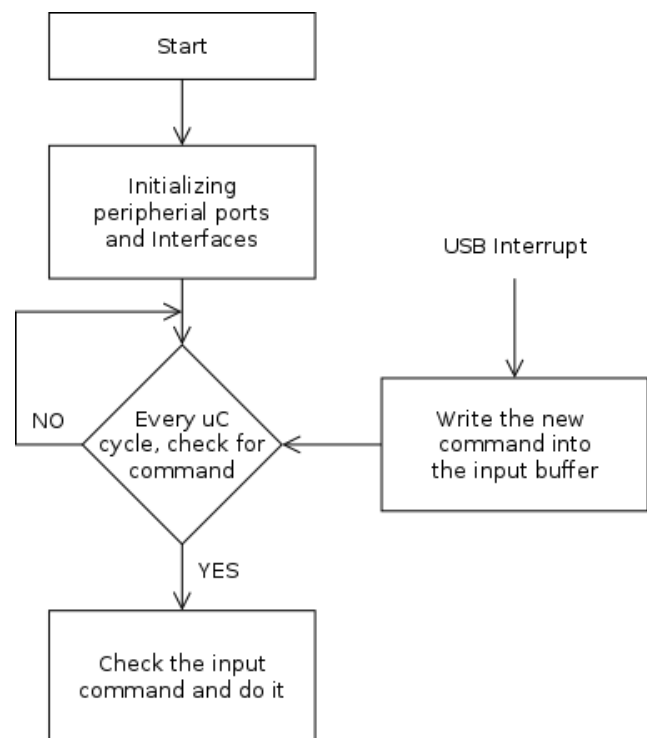 Start
Initializing
peripherial ports
and Interfaces
USB Interrupt
NO
Every uC
cycle, check for
command
Write the new
command into
the input buffer
YES
Check the input
command and do it